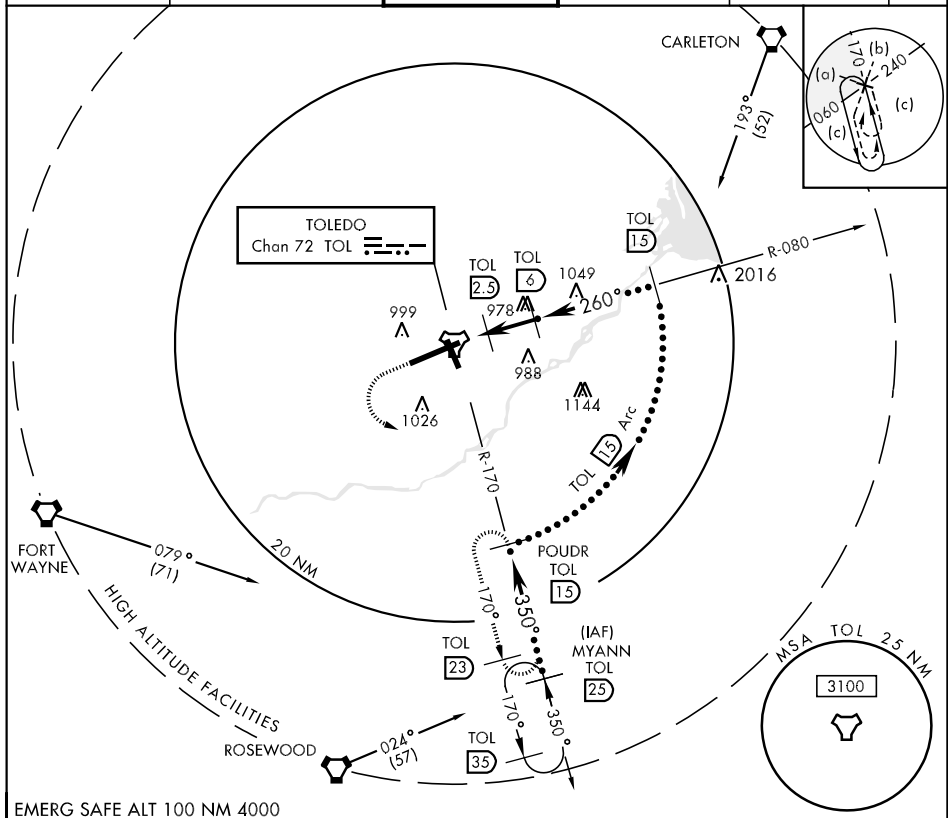 CARLETON
193°
(52)
(a)
170
(b)
240
060
(c)
(c)
TOLEDO
Chan 72 TOL
TOL
15
R-080
2016
TOL
2.5
TOL
6
1049
260°
978
999
988
1026
1144
R-170
TOL 15 Arc
FORT
WAYNE
079°
(71)
20 NM
POUDR
TOL
15
350°
170°
HIGH ALTITUDE FACILITIES
TOL
23
(IAF)
MYANN
TOL
25
170°
350°
TOL
35
ROSEWOOD
024°
(57)
MSA TOL 25 NM
3100
EMERG SAFE ALT 100 NM 4000